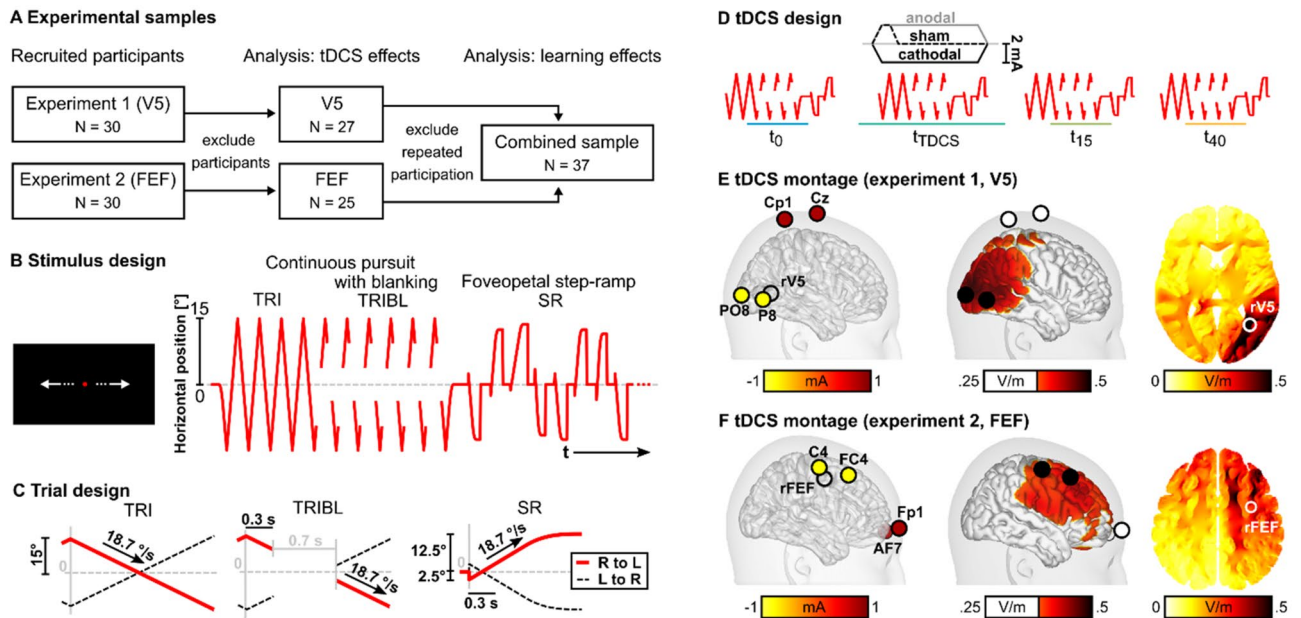 A Experimental samples
Recruited participants
Analysis: tDCS effects
Analysis: learning effects
Experiment 1 (V5)
N = 30
V5
N = 27
exclude
participants
exclude
repeated
participation
Combined sample
N = 37
Experiment 2 (FEF)
N = 30
FEF
N = 25
B Stimulus design
Continuous pursuit
with blanking
Foveopetal step-ramp
TRI
TRIBL
SR
Horizontal position [°]
15
0
t
C Trial design
TRI
TRIBL
SR
15°
0
18.7 °/s
0.3 s
0.7 s
0
18.7 °/s
12.5°
2.5°
18.7 °/s
0
0.3 s
R to L
L to R
D tDCS design
anodal
sham
cathodal
2 mA
t0
tTDCS
t15
t40
E tDCS montage (experiment 1, V5)
Cp1
Cz
rV5
PO8
P8
rV5
-1 mA 1
.25 V/m .5
0 V/m .5
F tDCS montage (experiment 2, FEF)
C4
FC4
rFEF
Fp1
AF7
rFEF
-1 mA 1
.25 V/m .5
0 V/m .5